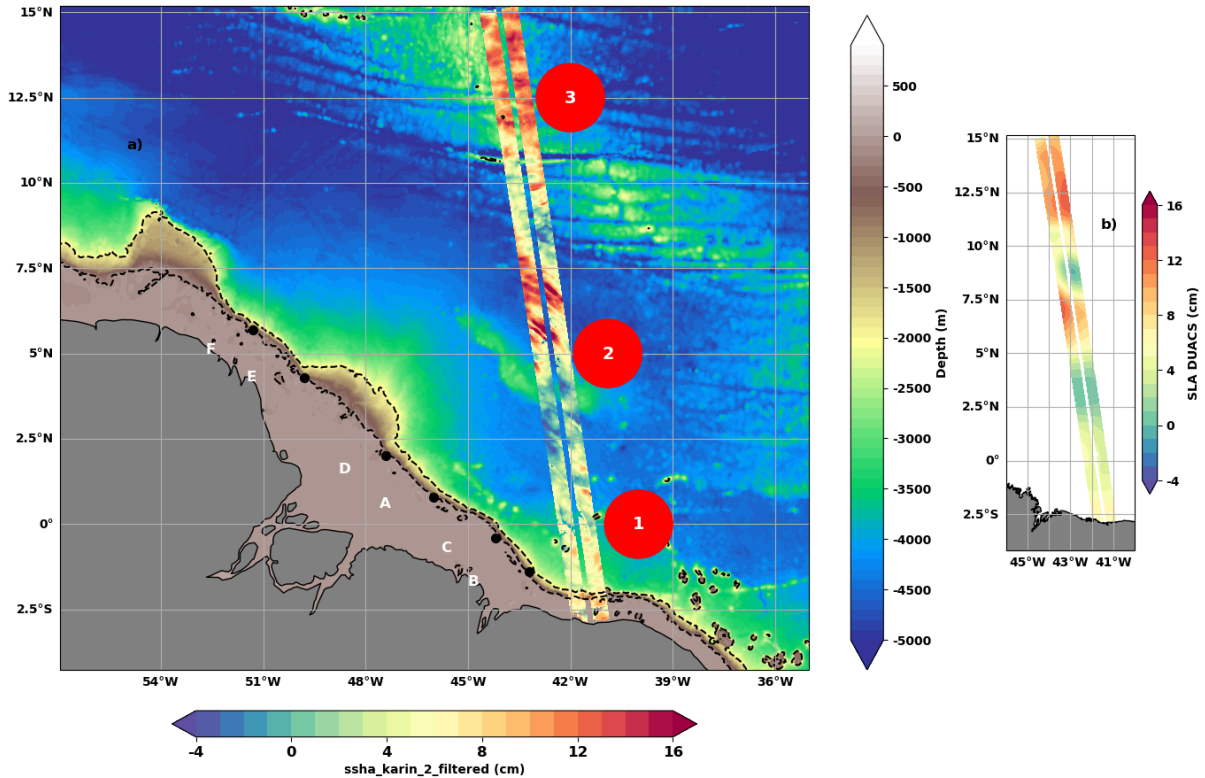 15°N
12.5°N
10°N
7.5°N
5°N
2.5°N
0°
2.5°S
54°W
51°W
48°W
45°W
42°W
39°W
36°W
a)
3
2
1
F
E
D
A
C
B
500
0
-500
-1000
-1500
-2000
-2500
-3000
-3500
-4000
-4500
-5000
Depth (m)
-4
0
4
8
12
16
ssha_karin_2_filtered (cm)
15°N
12.5°N
10°N
7.5°N
5°N
2.5°N
0°
2.5°S
45°W
43°W
41°W
b)
16
12
8
4
0
-4
SLA DUACS (cm)